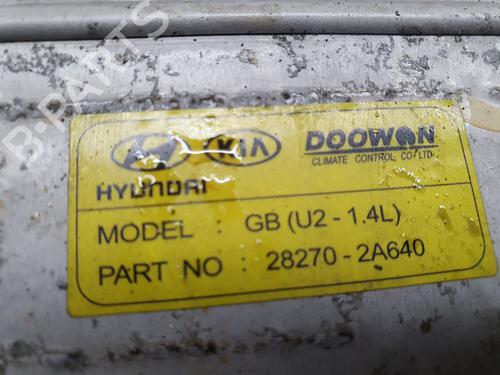 B-PARTS
KIA
DOOWON
CLIMATE CONTROL CO LTD.
HYUNDAI
MODEL : GB (U2 - 1.4L)
PART NO : 28270 - 2A640